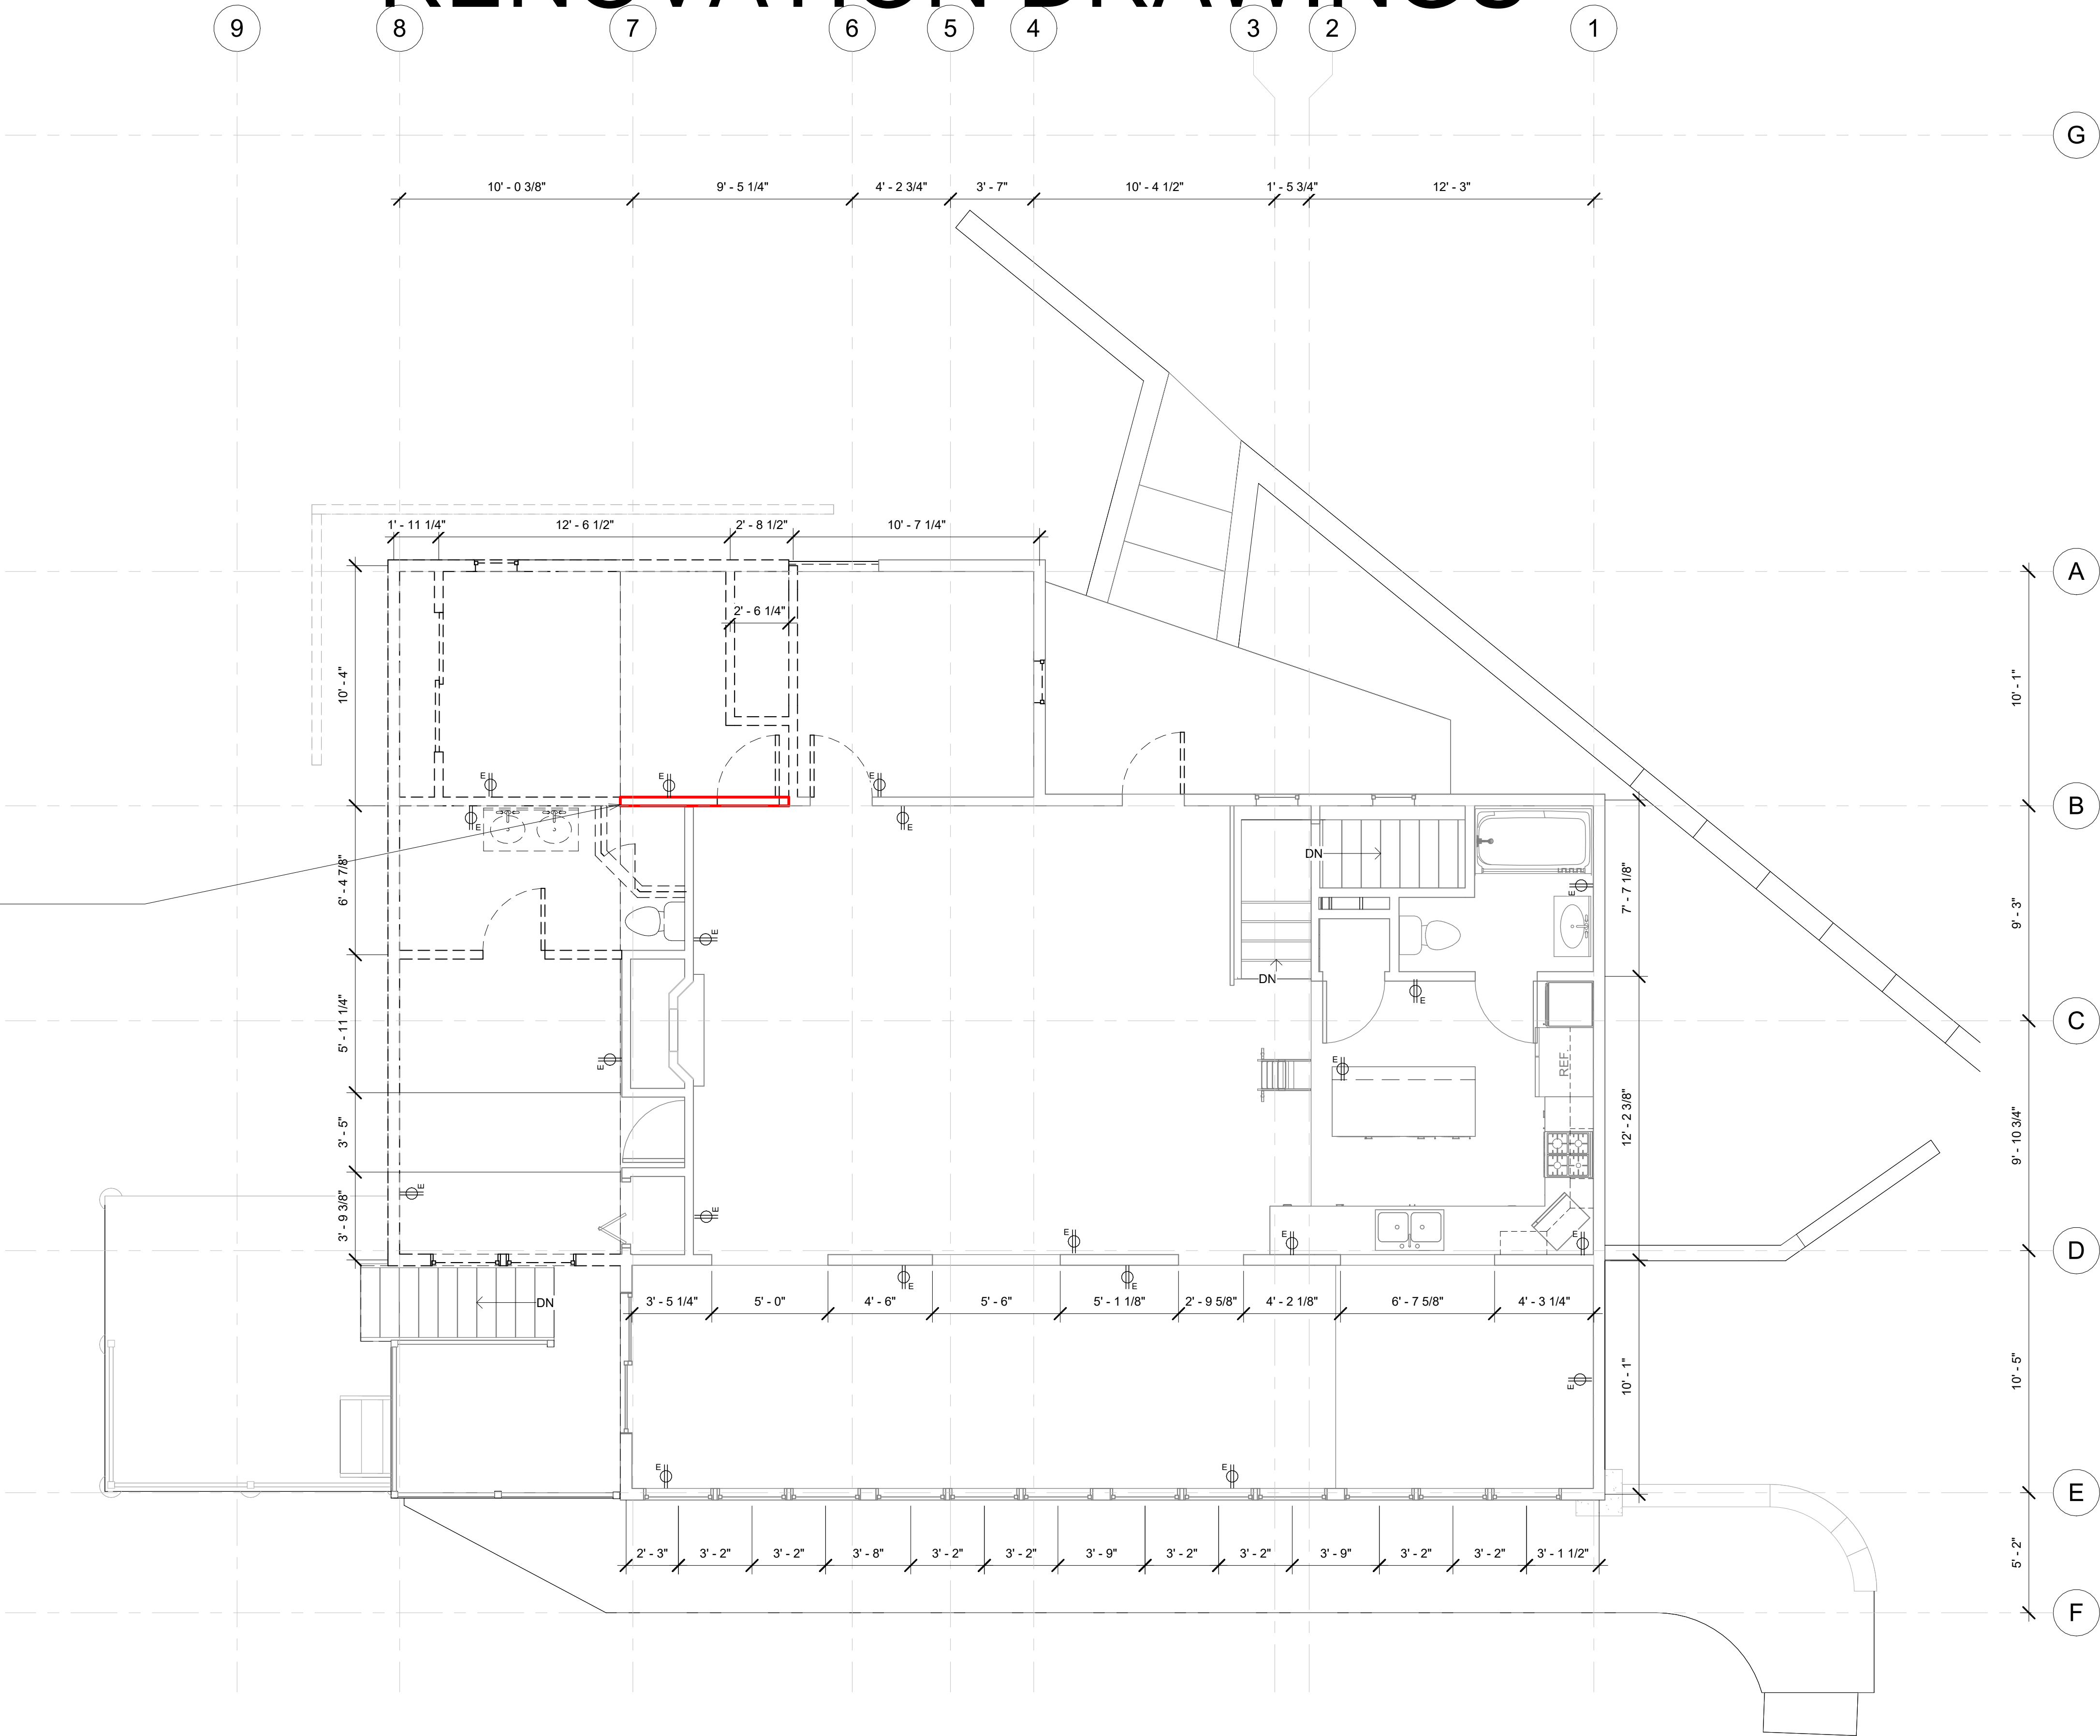 RENOVATION DRAWINGS
9 8 7 6 5 4 3 2 1
G
10' - 0 3/8" 9' - 5 1/4" 4' - 2 3/4" 3' - 7" 10' - 4 1/2" 1' - 5 3/4" 12' - 3"
1' - 11 1/4" 12' - 6 1/2" 2' - 8 1/2" 10' - 7 1/4"
A
2' - 6 1/4"
10' - 4"
10' - 1"
E E E
B
E E
DN
6' - 4 7/8"
7' - 7 1/8"
E
9' - 3"
E
DN
E
C
5' - 11 1/4"
E
E
REF.
3' - 5"
12' - 2 3/8"
9' - 10 3/4"
E
E
3' - 9 3/8"
E E E
D
E E
DN
3' - 5 1/4" 5' - 0" 4' - 6" 5' - 6" 5' - 1 1/8" 2' - 9 5/8" 4' - 2 1/8" 6' - 7 5/8" 4' - 3 1/4"
10' - 1"
10' - 5"
E
E E
E
2' - 3" 3' - 2" 3' - 2" 3' - 8" 3' - 2" 3' - 2" 3' - 9" 3' - 2" 3' - 2" 3' - 9" 3' - 2" 3' - 2" 3' - 1 1/2"
5' - 2"
F